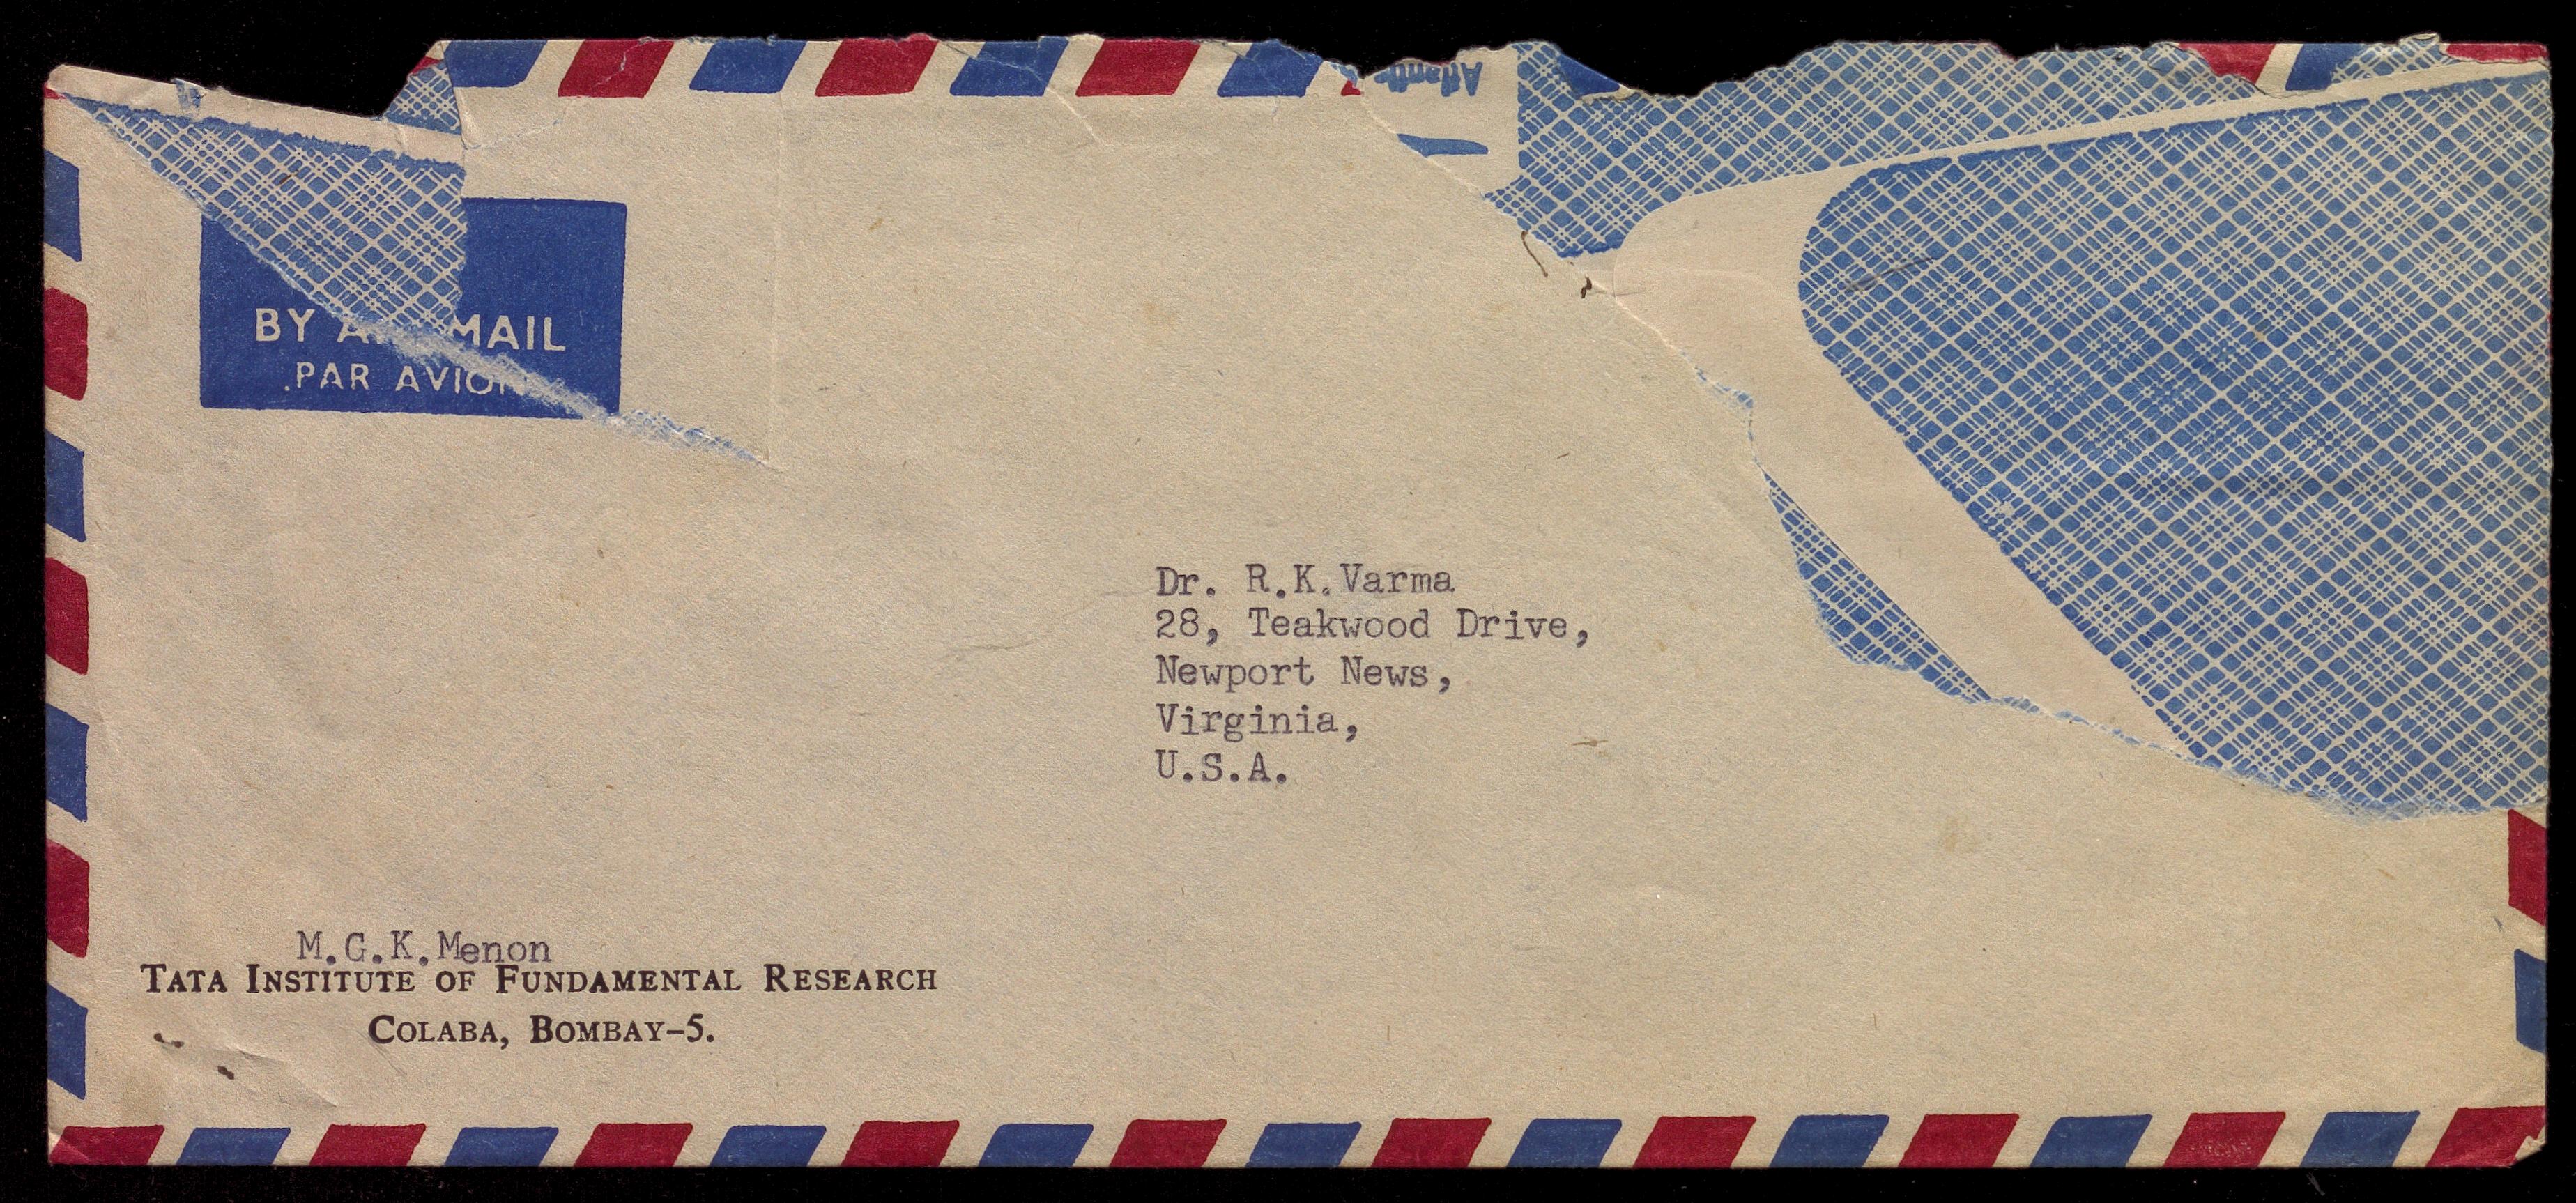 BY MAIL
PAR AVION
Dr. R.K.Varma
28, Teakwood Drive,
Newport News,
Virginia,
U.S.A.
M.G.K.Menon
TATA INSTITUTE OF FUNDAMENTAL RESEARCH
COLABA, BOMBAY-5.